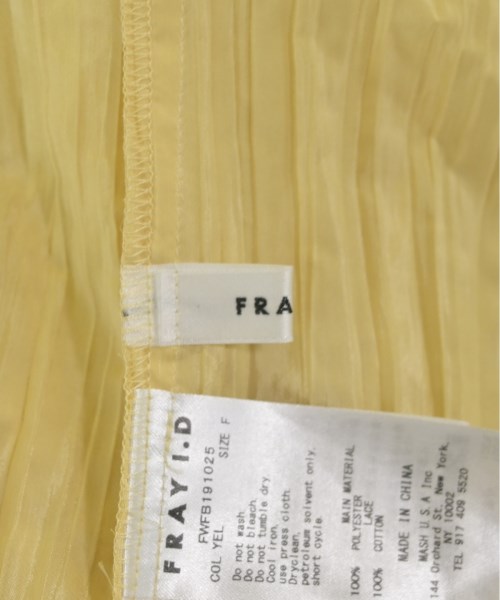 FRA
FRAY I.D
FWFB191025
COL.YEL, SIZE F
Do not wash.
Do not bleach.
Do not tumble dry.
Cool iron.
use press cloth.
Dryclean,
petroleum solvent only.
short cycle.
MAIN MATERIAL
100% POLYESTER
LACE
100% COTTON
MADE IN CHINA
MASH U.S.A Inc
144 Orchard St. New York,
NY 10002
TEL 917 409 5520